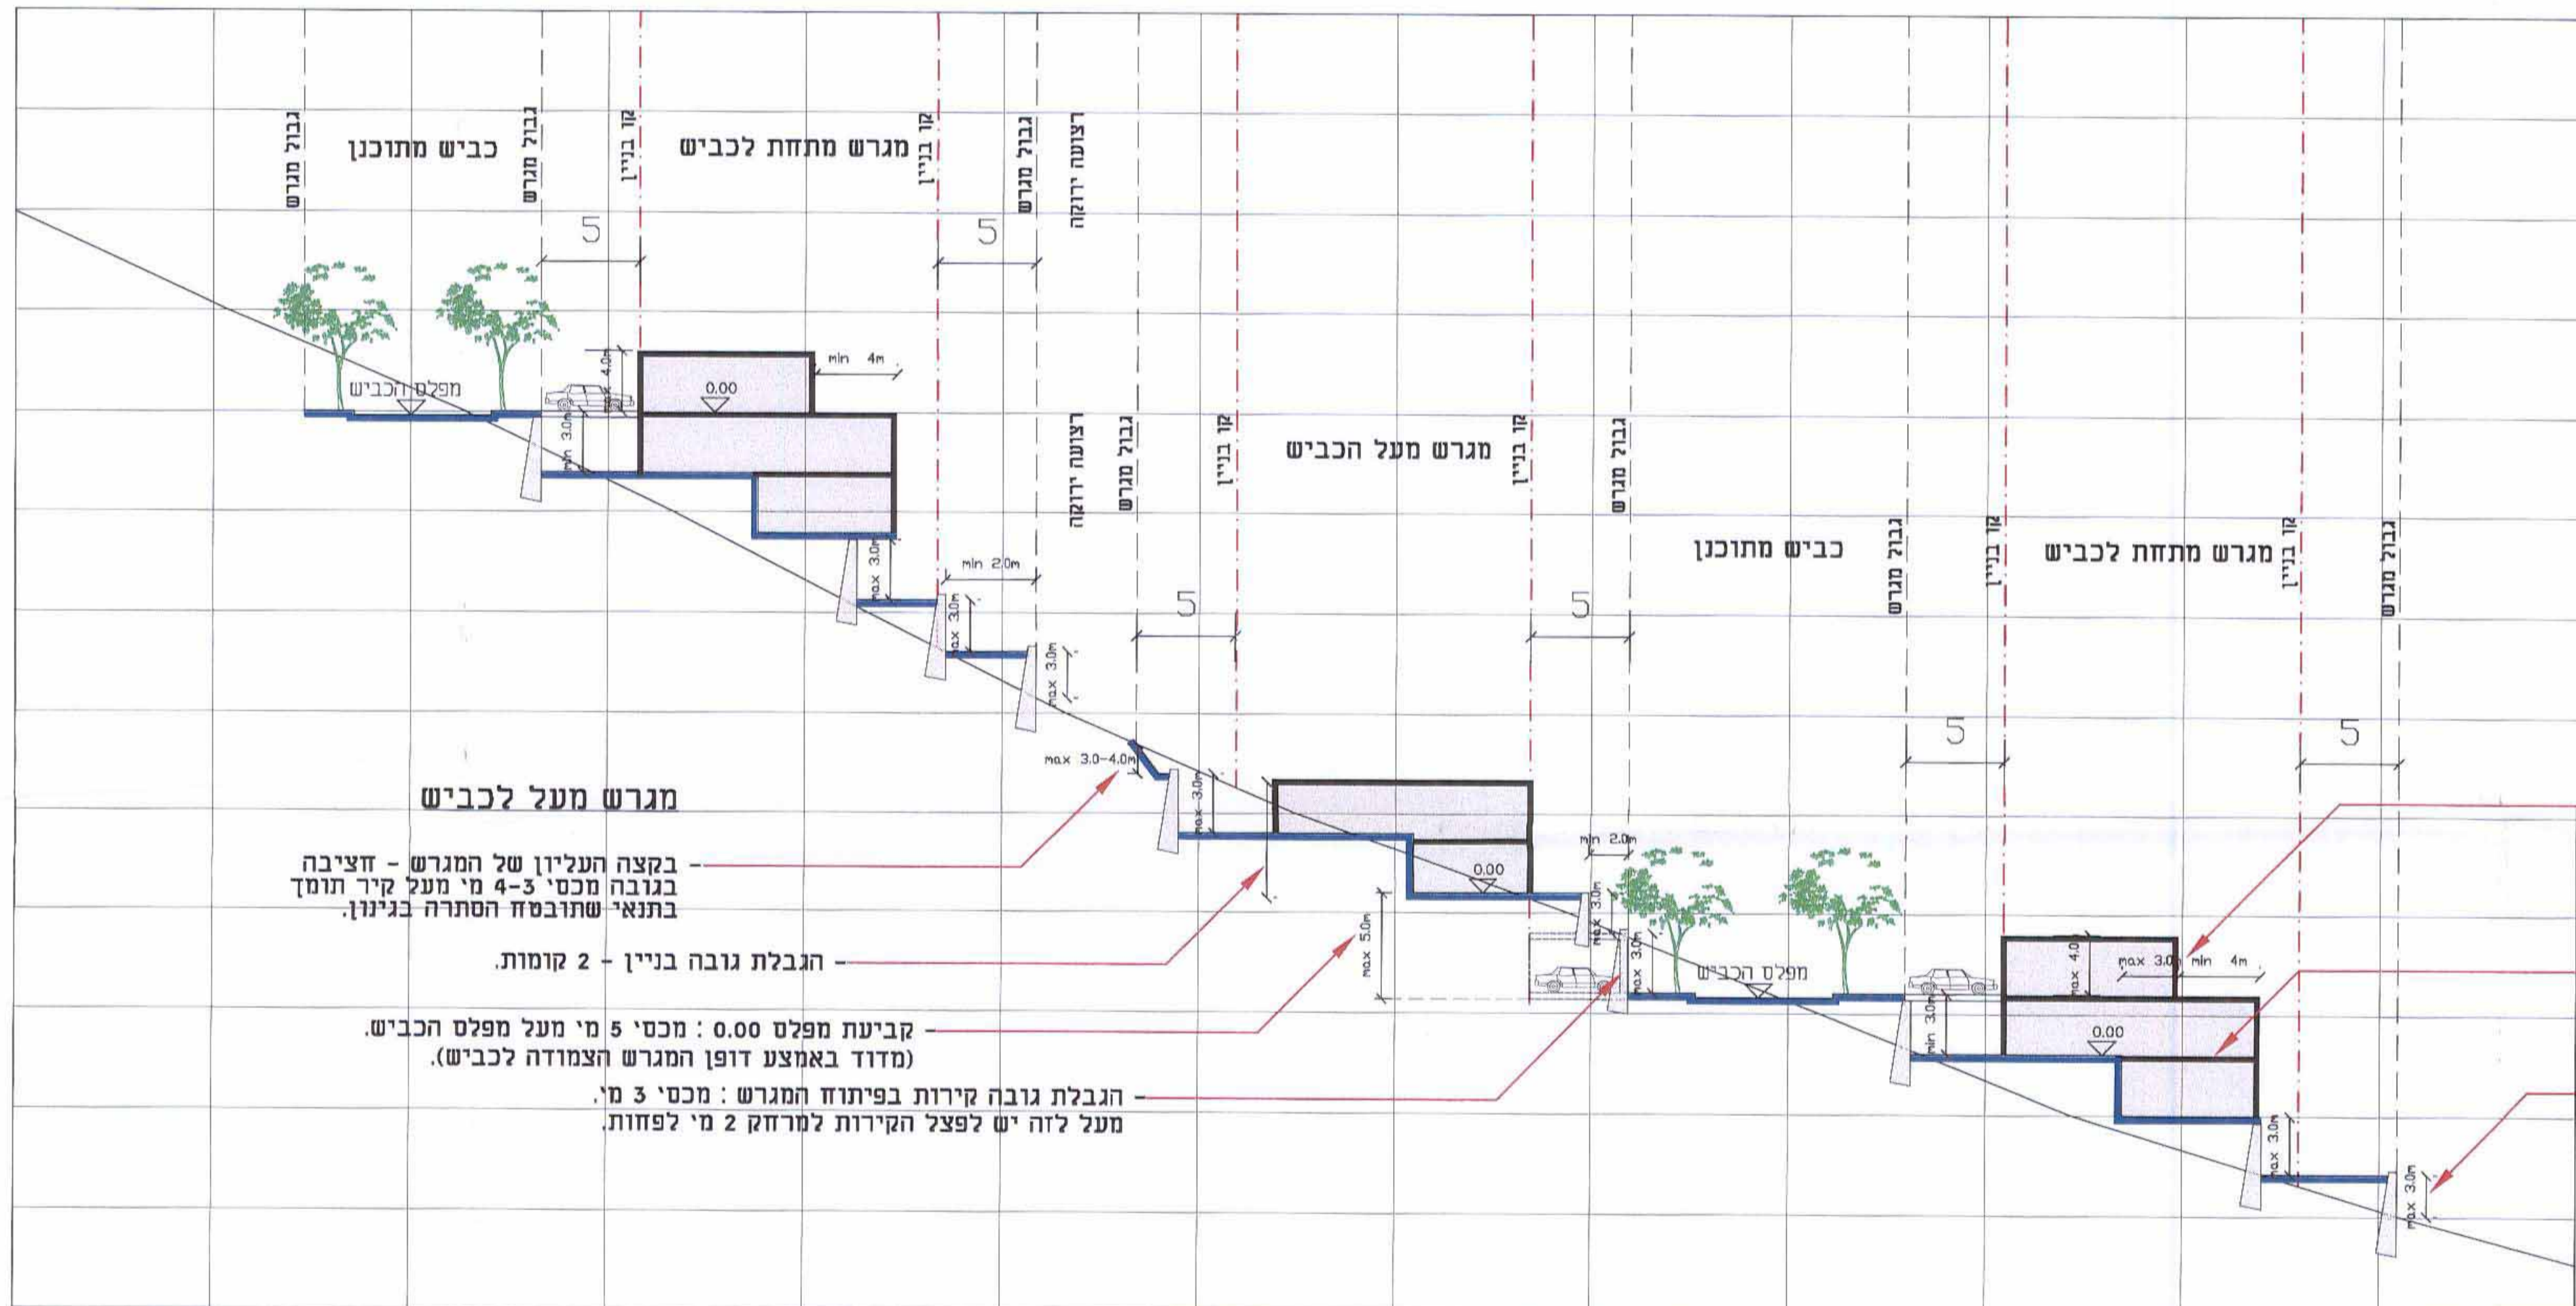 גבול מגרש
כביש מתוכנן
גבול מגרש
קו בניין
מגרש מתחת לכביש
קו בניין
גבול מגרש
רצועה ירוקה
5
5
מפלס הכביש
max 4.0m
0.00
min 4m
min 3.0m
max 3.0m
min 2.0m
max 3.0m
max 3.0m
רצועה ירוקה
גבול מגרש
קו בניין
מגרש מעל הכביש
קו בניין
גבול מגרש
5
5
כביש מתוכנן
גבול מגרש
קו בניין
מגרש מתחת לכביש
קו בניין
גבול מגרש
5
5
max 3.0-4.0m
max 3.0m
0.00
max 5.0m
min 2.0m
max 3.0m
max 3.0m
מפלס הכביש
max 4.0
max 3.0
min 4m
min 3.0m
0.00
max 3.0m
max 3.0m
מגרש מעל לכביש
- בקצה העליון של המגרש - חציבה
בגובה מכסי 4-3 מי מעל קיר תומך
בתנאי שתובטח הסתרה בגינון.
- הגבלת גובה בניין - 2 קומות.
- קביעת מפלס 0.00 : מכסי 5 מי מעל מפלס הכביש.
(מדוד באמצע דופן המגרש הצמודה לכביש).
- הגבלת גובה קירות בפיתוח המגרש : מכסי 3 מי.
מעל לזה יש לפצל הקירות למרחק 2 מי לפחות.